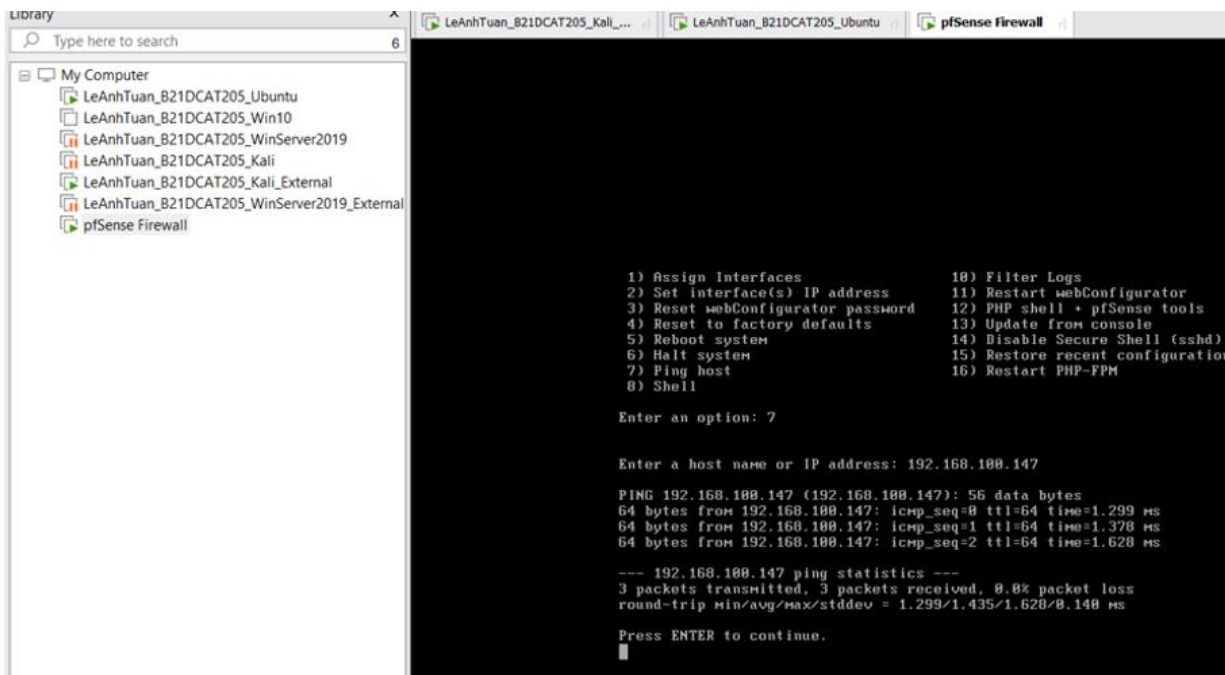 Library X
Type here to search 6
My Computer
LeAnhTuan_B21DCAT205_Ubuntu
LeAnhTuan_B21DCAT205_Win10
LeAnhTuan_B21DCAT205_WinServer2019
LeAnhTuan_B21DCAT205_Kali
LeAnhTuan_B21DCAT205_Kali_External
LeAnhTuan_B21DCAT205_WinServer2019_External
pfSense Firewall
LeAnhTuan_B21DCAT205_Kali_... LeAnhTuan_B21DCAT205_Ubuntu pfSense Firewall
1) Assign Interfaces 10) Filter Logs
2) Set interface(s) IP address 11) Restart webConfigurator
3) Reset webConfigurator password 12) PHP shell + pfSense tools
4) Reset to factory defaults 13) Update from console
5) Reboot system 14) Disable Secure Shell (sshd)
6) Halt system 15) Restore recent configuration
7) Ping host 16) Restart PHP-FPM
8) Shell
Enter an option: 7
Enter a host name or IP address: 192.168.100.147
PING 192.168.100.147 (192.168.100.147): 56 data bytes
64 bytes from 192.168.100.147: icmp_seq=0 ttl=64 time=1.299 ms
64 bytes from 192.168.100.147: icmp_seq=1 ttl=64 time=1.378 ms
64 bytes from 192.168.100.147: icmp_seq=2 ttl=64 time=1.628 ms
--- 192.168.100.147 ping statistics ---
3 packets transmitted, 3 packets received, 0.0% packet loss
round-trip min/avg/max/stddev = 1.299/1.435/1.628/0.140 ms
Press ENTER to continue.